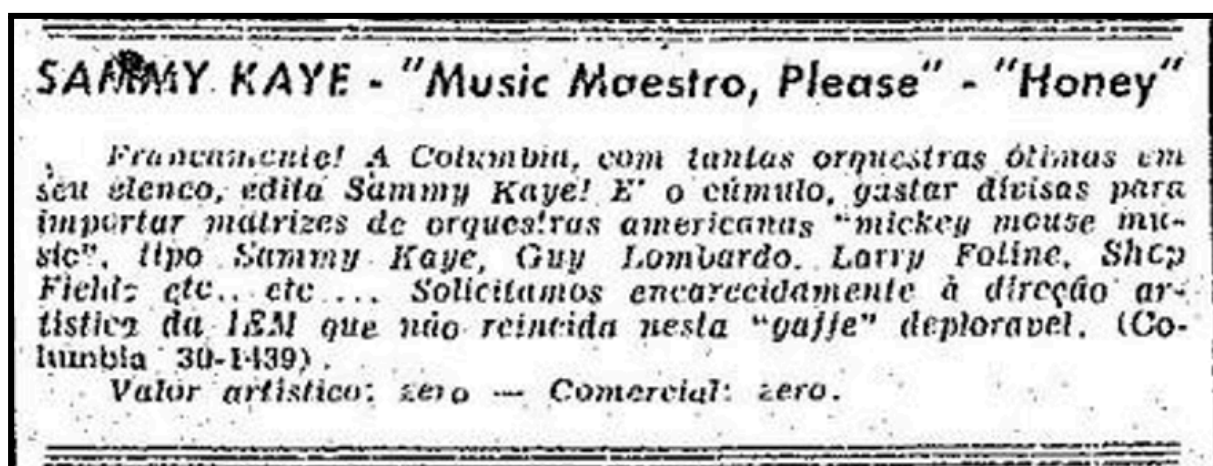 SAMMY KAYE - "Music Maestro, Please" - "Honey"
Francamente! A Columbia, com tantas orquestras ótimas em
seu elenco, edita Sammy Kaye! E' o cúmulo, gastar divisas para
importar matrizes de orquestras americanas "mickey mouse mu-
sic", tipo Sammy Kaye, Guy Lombardo, Larry Fotine, Shep
Fields etc.. etc.... Solicitamos encarecidamente à direção ar-
tistica da IEM que não reincida nesta "gaffe" deploravel. (Co-
lumbia 30-1439).
Valor artistico: zero — Comercial: zero.